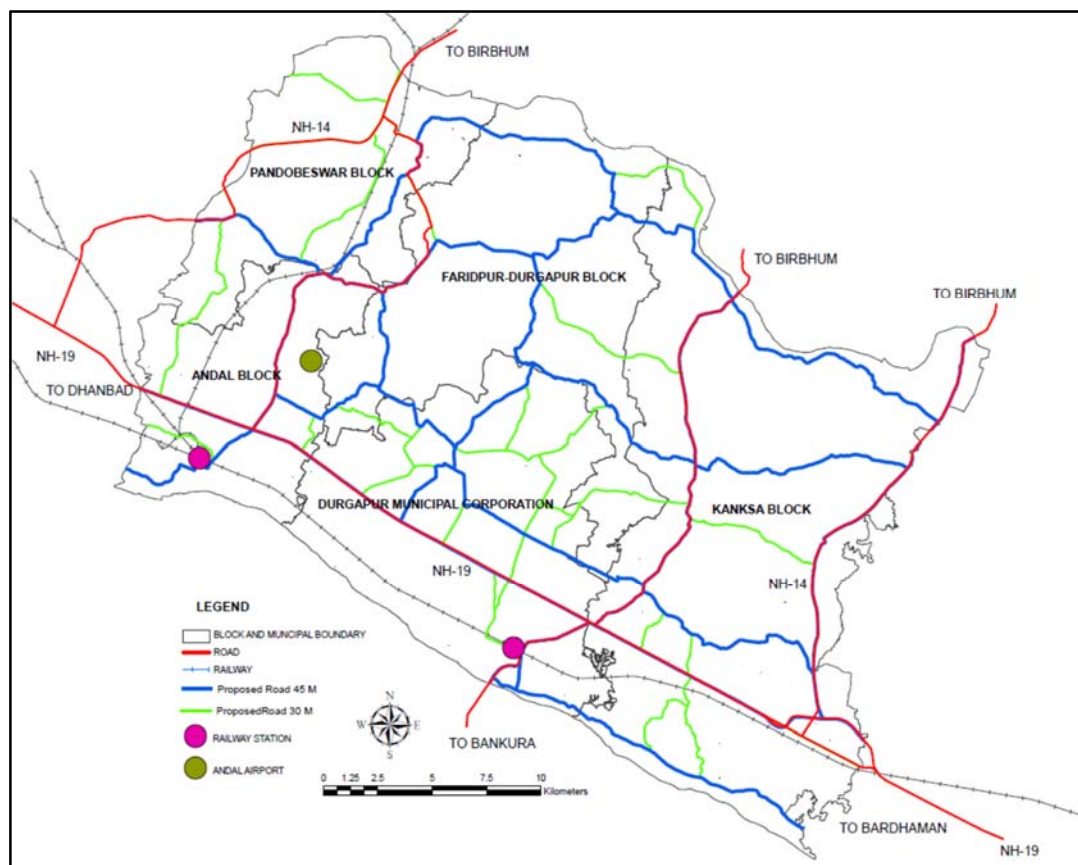 TO BIRBHUM
NH-14
PANDOBESWAR BLOCK
TO BIRBHUM
FARIDPUR-DURGAPUR BLOCK
TO BIRBHUM
NH-19
ANDAL BLOCK
TO DHANBAD
DURGAPUR MUNICIPAL CORPORATION
KANKSA BLOCK
NH-19
NH-14
LEGEND
BLOCK AND MUNCIPAL BOUNDARY
ROAD
RAILWAY
Proposed Road 45 M
ProposedRoad 30 M
RAILWAY STATION
ANDAL AIRPORT
N
W E
S
TO BANKURA
0 1.25 2.5 5 7.5 10
Kilometers
TO BARDHAMAN
NH-19